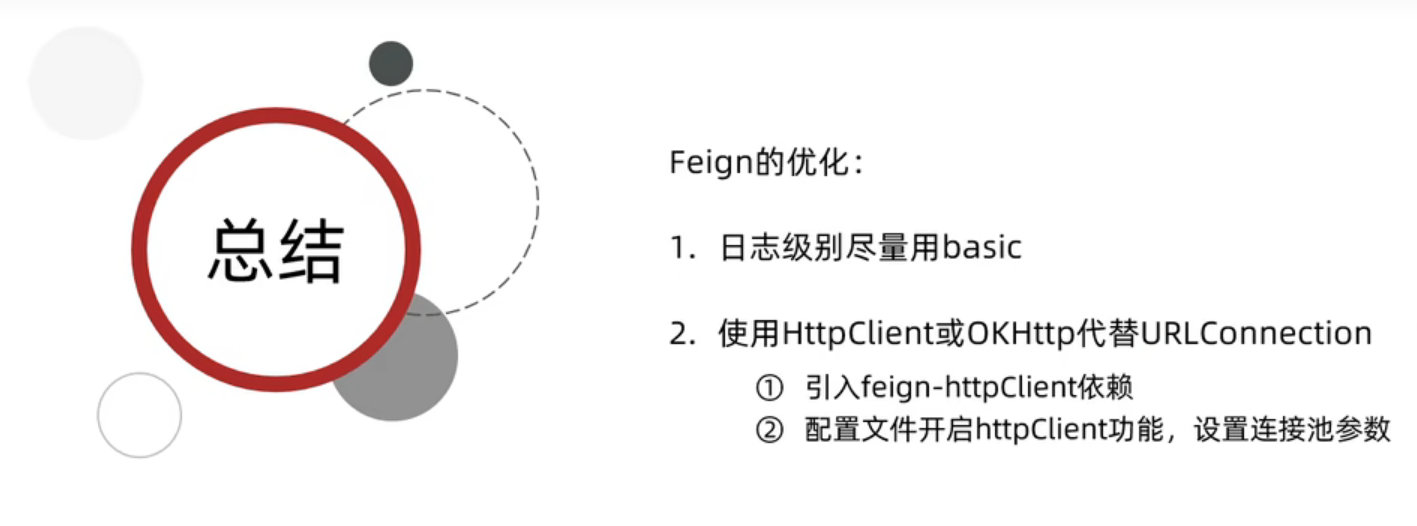 总结
Feign的优化：
1. 日志级别尽量用basic
2. 使用HttpClient或OKHttp代替URLConnection
① 引入feign-httpClient依赖
② 配置文件开启httpClient功能，设置连接池参数